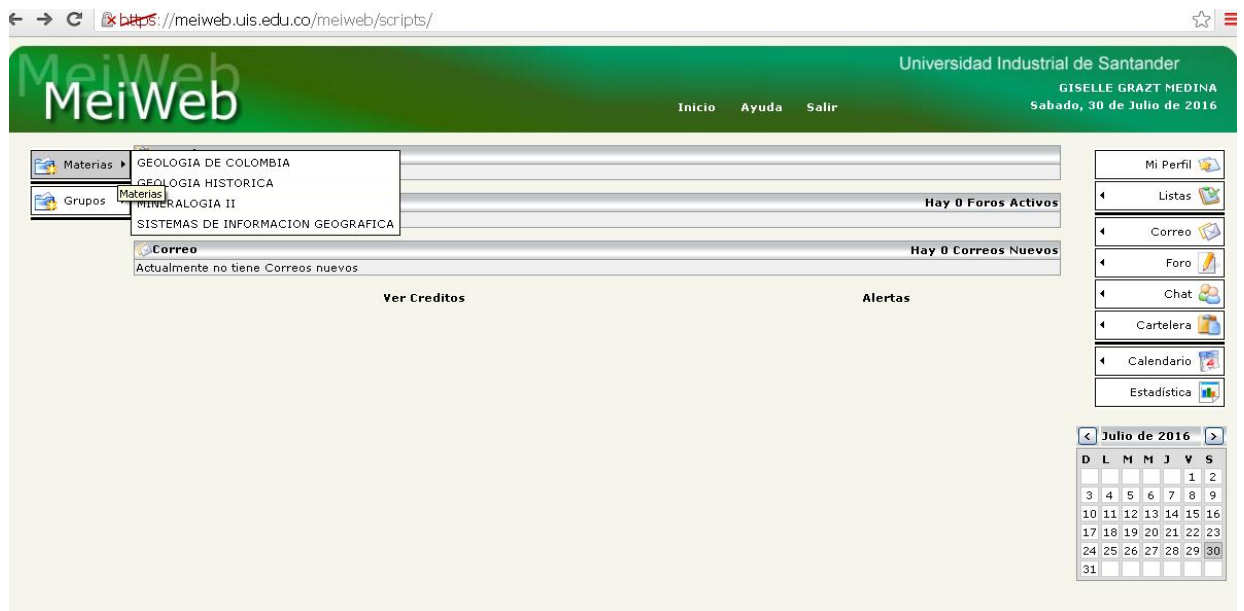 https://meiweb.uis.edu.co/meiweb/scripts/
MeiWeb
MeiWeb
Universidad Industrial de Santander
GISELLE GRAZT MEDINA
Inicio Ayuda Salir
Sabado, 30 de Julio de 2016
Materias
GEOLOGIA DE COLOMBIA
GEOLOGIA HISTORICA
Materias
Grupos
MINERALOGIA II
SISTEMAS DE INFORMACION GEOGRAFICA
Hay 0 Foros Activos
Correo Hay 0 Correos Nuevos
Actualmente no tiene Correos nuevos
Ver Creditos Alertas
Mi Perfil
Listas
Correo
Foro
Chat
Cartelera
Calendario
Estadística
< Julio de 2016 >
D L M M J V S
1 2
3 4 5 6 7 8 9
10 11 12 13 14 15 16
17 18 19 20 21 22 23
24 25 26 27 28 29 30
31